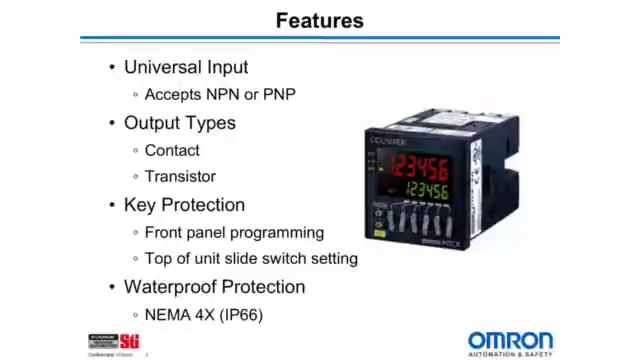 Features
• Universal Input
◦ Accepts NPN or PNP
• Output Types
◦ Contact
◦ Transistor
• Key Protection
◦ Front panel programming
◦ Top of unit slide switch setting
• Waterproof Protection
◦ NEMA 4X (IP66)
COUNTER
123456
123456
OMRON
AUTOMATION & SAFETY